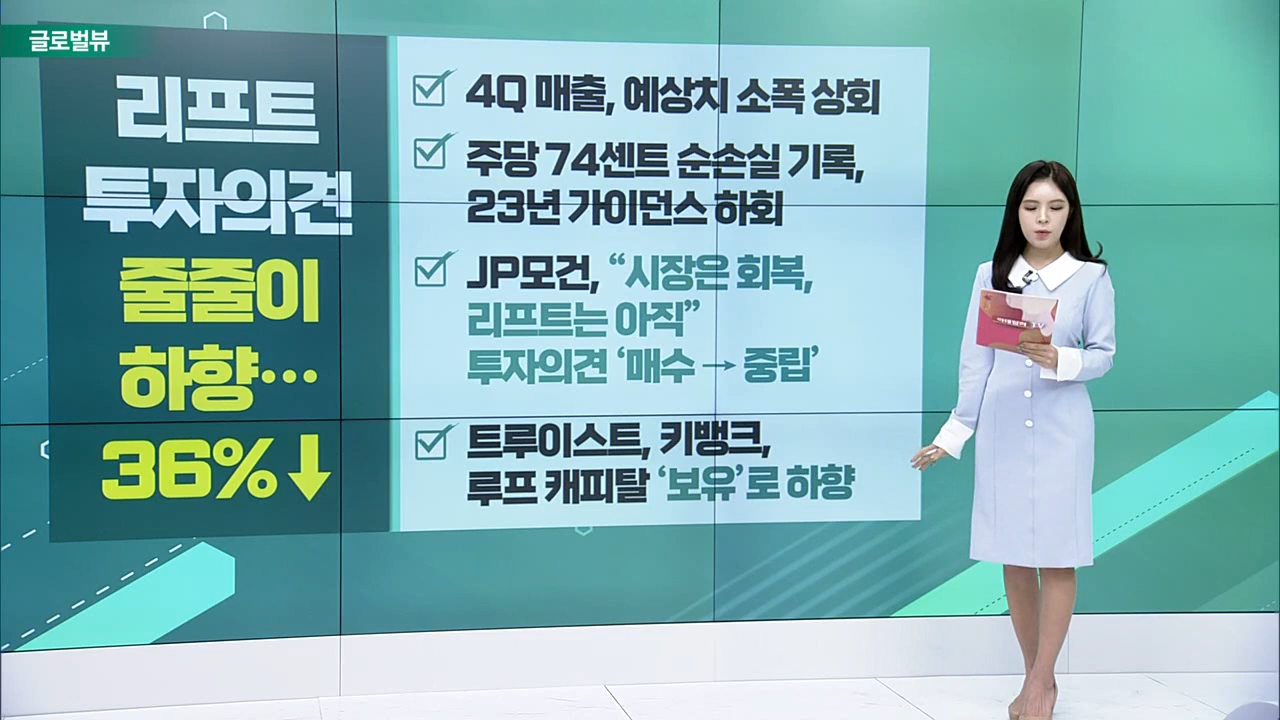 글로벌뷰
리프트
투자의견
줄줄이
하향…
36%↓
4Q 매출, 예상치 소폭 상회
주당 74센트 순손실 기록,
23년 가이던스 하회
JP모건, “시장은 회복,
리프트는 아직”
투자의견 ‘매수 → 중립’
트루이스트, 키뱅크,
루프 캐피탈 ‘보유’로 하향